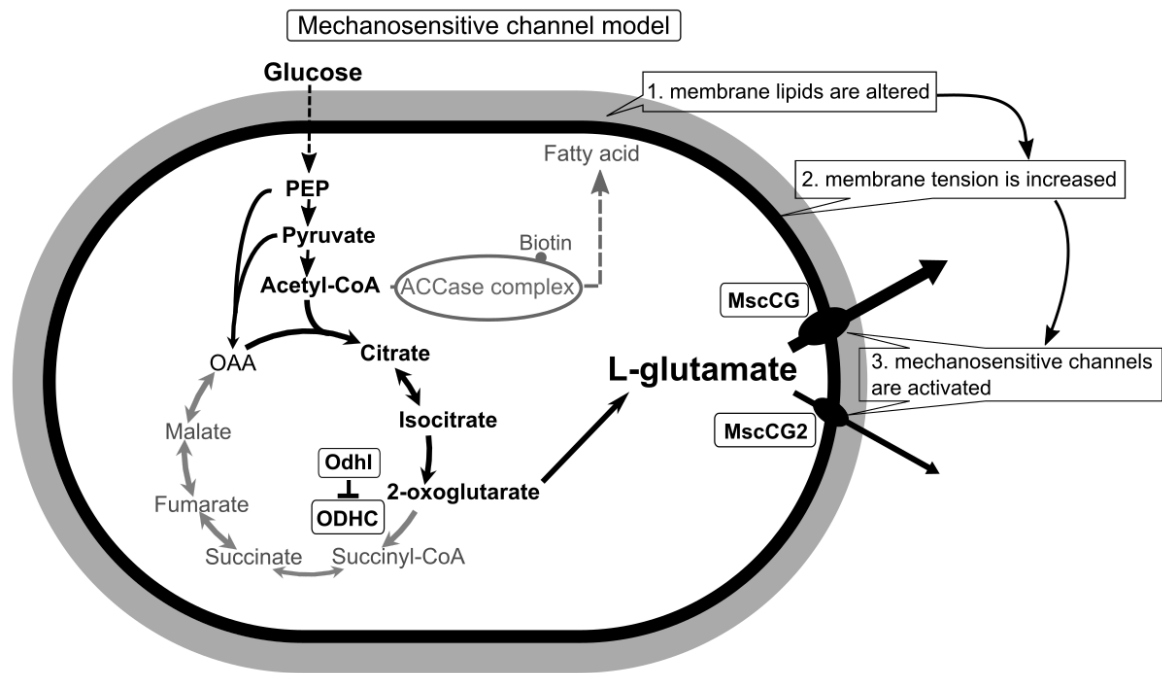 Mechanosensitive channel model
Glucose
1. membrane lipids are altered
Fatty acid
PEP
2. membrane tension is increased
Pyruvate
Biotin
Acetyl-CoA
ACCase complex
MscCG
OAA
Citrate
L-glutamate
3. mechanosensitive channels
are activated
Isocitrate
Malate
MscCG2
OdhI
2-oxoglutarate
Fumarate
ODHC
Succinate
Succinyl-CoA